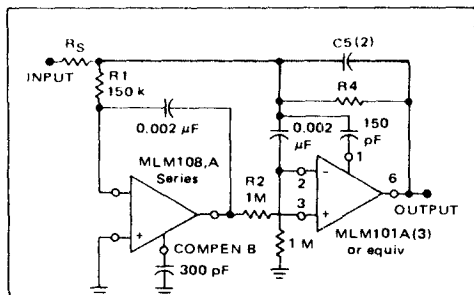 RS
INPUT
R1
150 k
0.002 µF
MLM108,A
Series
-
+
COMPEN B
300 pF
C5(2)
R4
0.002
µF
150
pF
1
R2
1M
2
-
3
+
6
OUTPUT
1 M
MLM101A(3)
or equiv